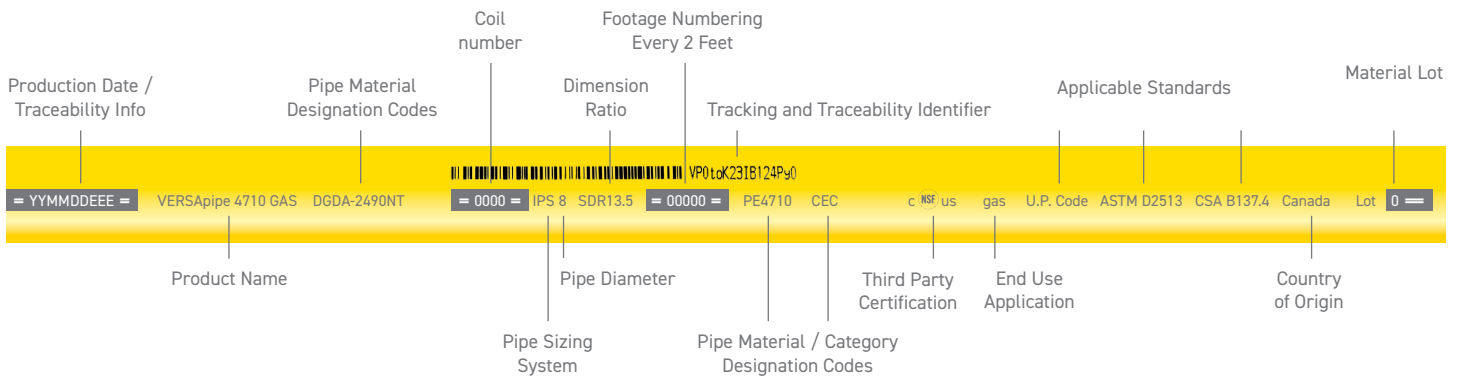 Coil
number
Footage Numbering
Every 2 Feet
Production Date /
Traceability Info
Pipe Material
Designation Codes
Dimension
Ratio
Tracking and Traceability Identifier
Applicable Standards
Material Lot
VP0toK23IB124Py0
= YYMMDDEEE = VERSApipe 4710 GAS DGDA-2490NT = 0000 = IPS 8 SDR13.5 = 00000 = PE4710 CEC c NSF us gas U.P. Code ASTM D2513 CSA B137.4 Canada Lot 0 ==
Product Name
Pipe Diameter
Third Party
Certification
End Use
Application
Country
of Origin
Pipe Sizing
System
Pipe Material / Category
Designation Codes